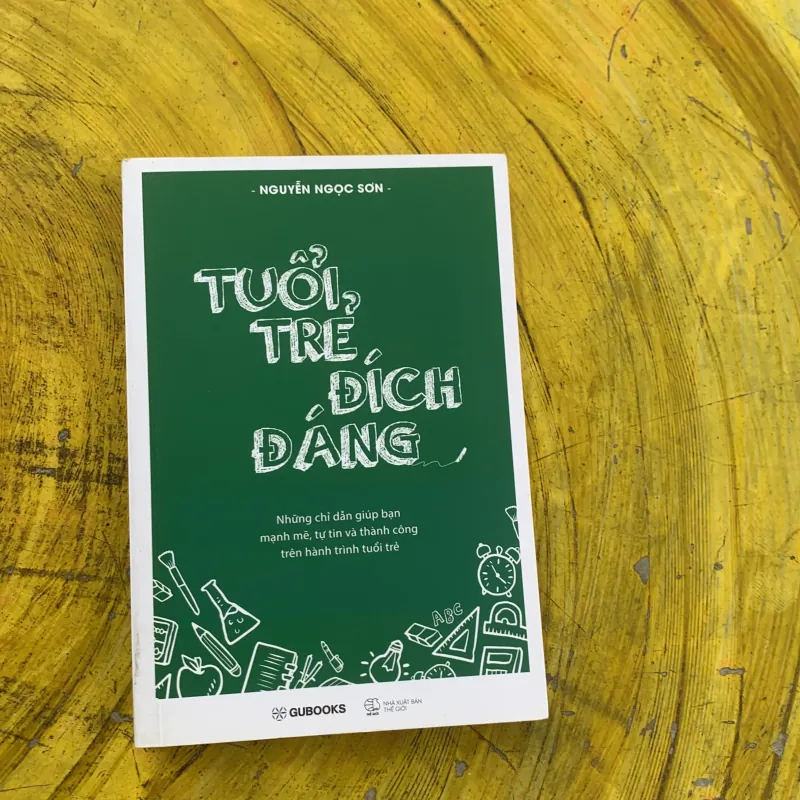 - NGUYỄN NGỌC SƠN -
TUỔI
TRẺ
ĐÍCH
ĐÁNG
Những chỉ dẫn giúp bạn
mạnh mẽ, tự tin và thành công
trên hành trình tuổi trẻ
ABC
GUBOOKS
NHÀ XUẤT BẢN
THẾ GIỚI